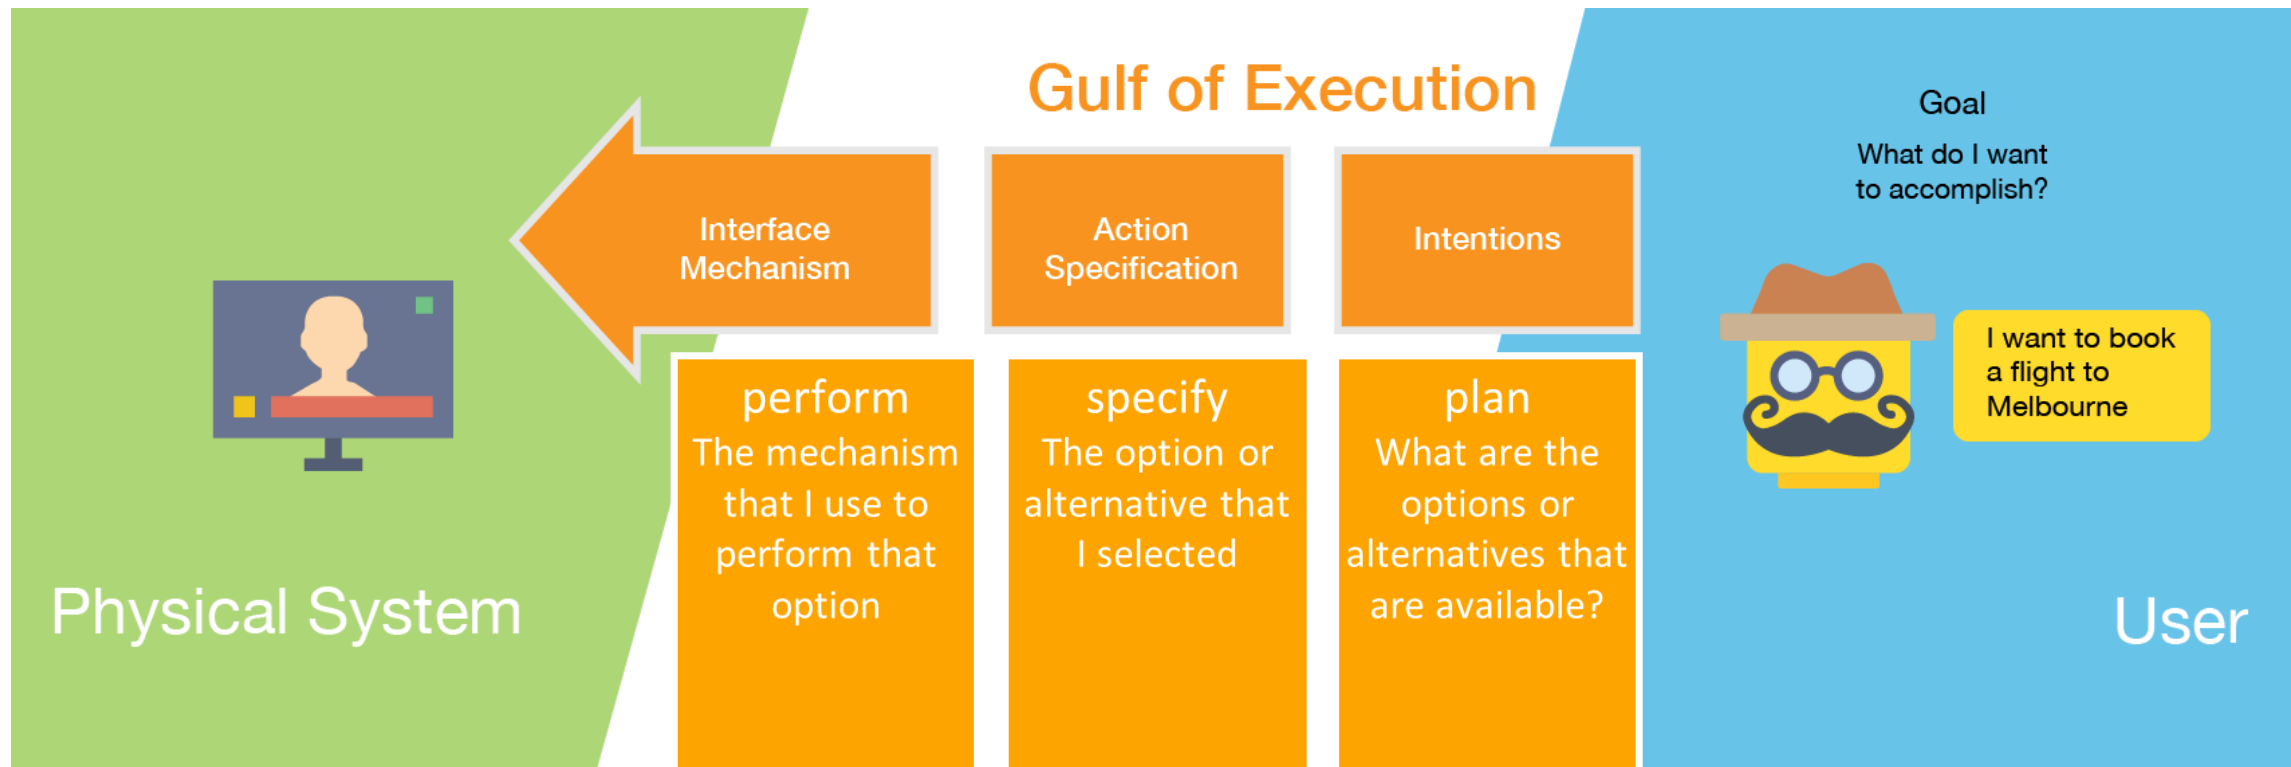 Gulf of Execution
Goal
What do I want
to accomplish?
Interface
Mechanism
Action
Specification
Intentions
I want to book
a flight to
Melbourne
perform
The mechanism
that I use to
perform that
option
specify
The option or
alternative that
I selected
plan
What are the
options or
alternatives that
are available?
Physical System
User